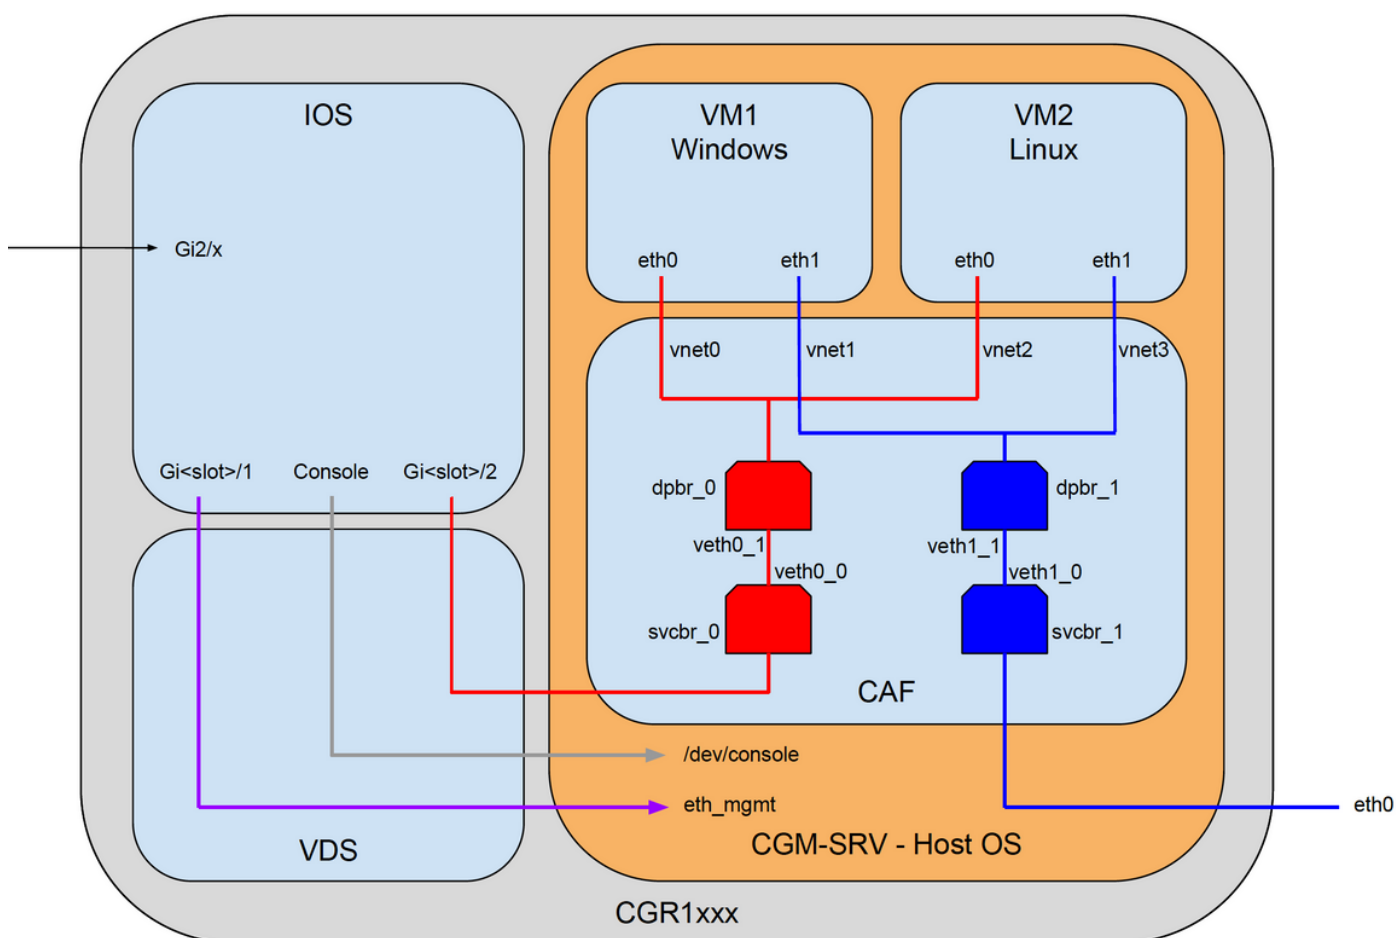 IOS
VM1
Windows
VM2
Linux
Gi2/x
eth0
eth1
eth0
eth1
vnet0
vnet1
vnet2
vnet3
Gi<slot>/1
Console
Gi<slot>/2
dpbr_0
dpbr_1
veth0_1
veth1_1
veth0_0
veth1_0
svcbr_0
svcbr_1
CAF
/dev/console
eth_mgmt
eth0
VDS
CGM-SRV - Host OS
CGR1xxx